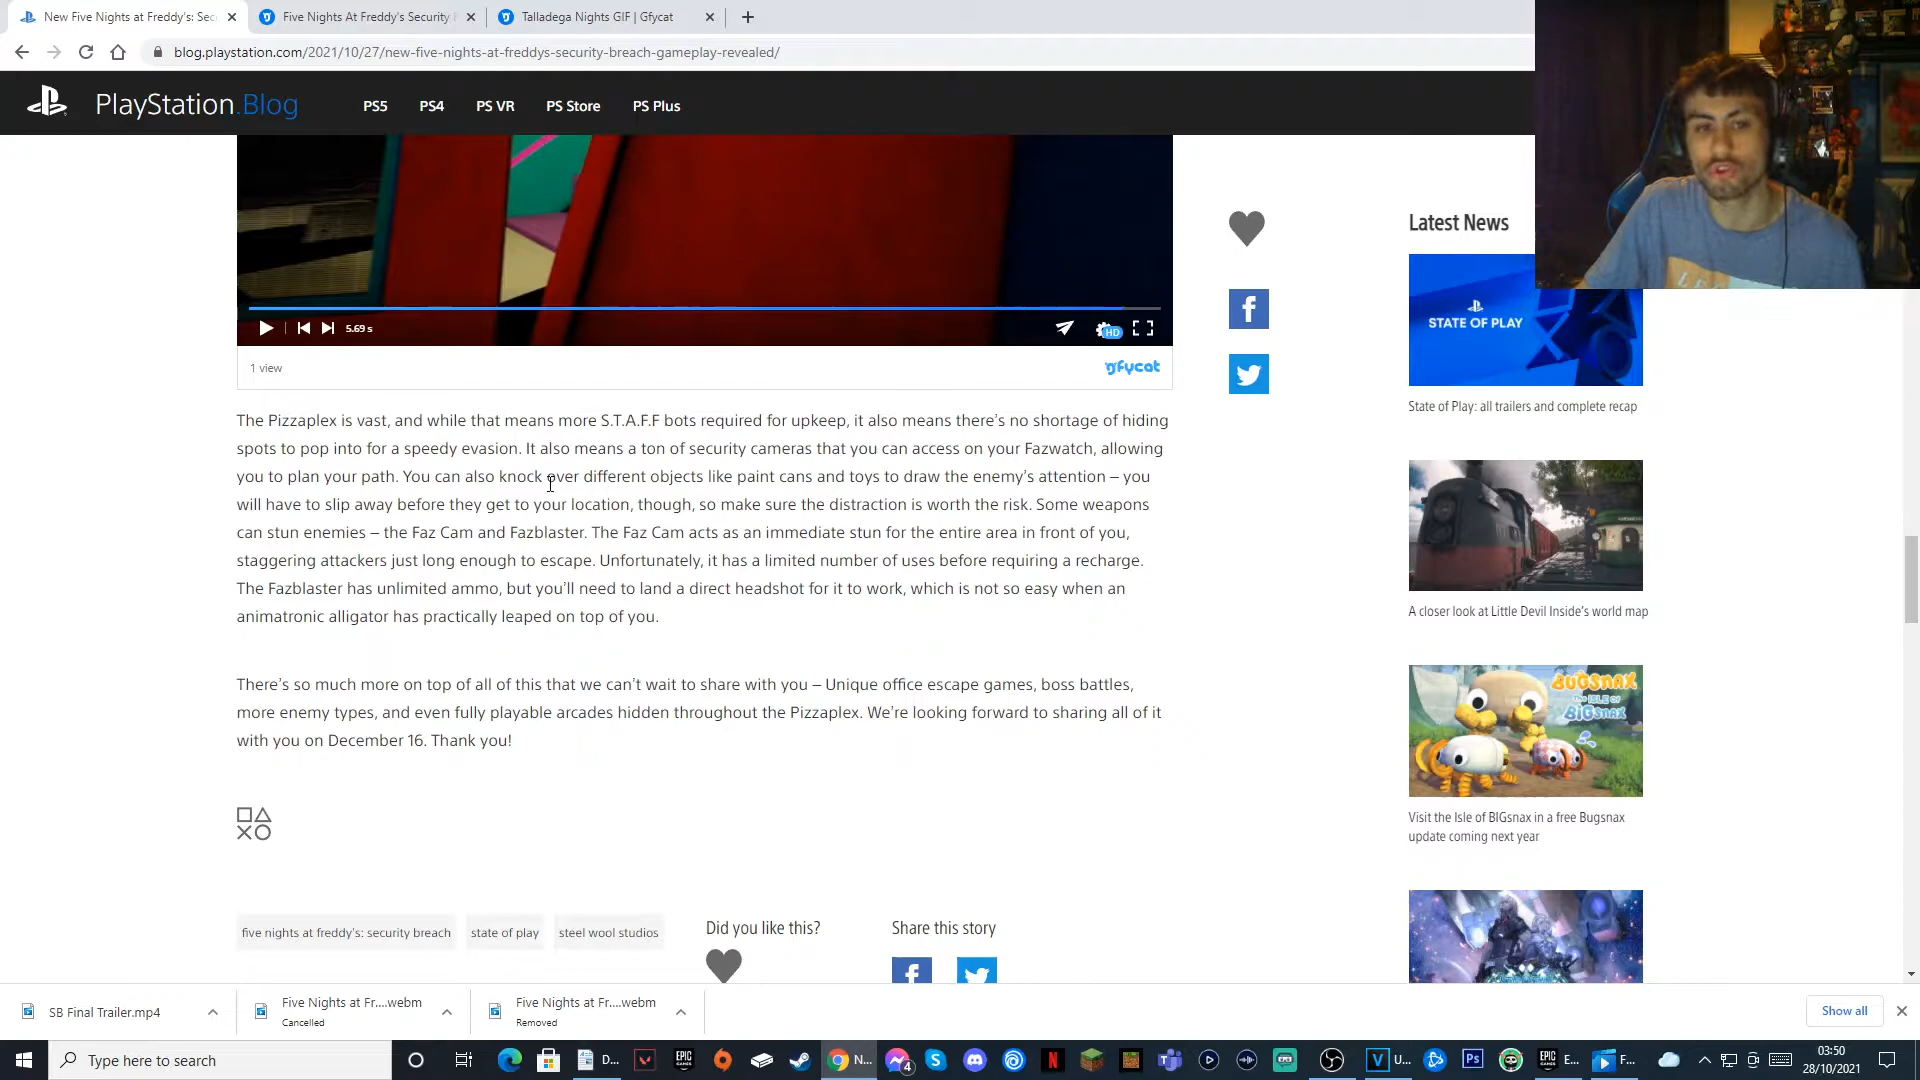 New Five Nights at Freddy's: Sec
Five Nights At Freddy's Security
Talladega Nights GIF | Gfycat
blog.playstation.com/2021/10/27/new-five-nights-at-freddys-security-breach-gameplay-revealed/
PlayStation.Blog
PS5
PS4
PS VR
PS Store
PS Plus
5.69 s
HD
1 view
gfycat
The Pizzaplex is vast, and while that means more S.T.A.F.F bots required for upkeep, it also means there's no shortage of hiding
spots to pop into for a speedy evasion. It also means a ton of security cameras that you can access on your Fazwatch, allowing
you to plan your path. You can also knock over different objects like paint cans and toys to draw the enemy's attention – you
will have to slip away before they get to your location, though, so make sure the distraction is worth the risk. Some weapons
can stun enemies – the Faz Cam and Fazblaster. The Faz Cam acts as an immediate stun for the entire area in front of you,
staggering attackers just long enough to escape. Unfortunately, it has a limited number of uses before requiring a recharge.
The Fazblaster has unlimited ammo, but you'll need to land a direct headshot for it to work, which is not so easy when an
animatronic alligator has practically leaped on top of you.
There's so much more on top of all of this that we can't wait to share with you – Unique office escape games, boss battles,
more enemy types, and even fully playable arcades hidden throughout the Pizzaplex. We're looking forward to sharing all of it
with you on December 16. Thank you!
five nights at freddy's: security breach
state of play
steel wool studios
Did you like this?
Share this story
Latest News
STATE OF PLAY
State of Play: all trailers and complete recap
A closer look at Little Devil Inside's world map
BUGSNAX
THE ISLE OF
BIGSNAX
Visit the Isle of BIGsnax in a free Bugsnax
update coming next year
SB Final Trailer.mp4
Five Nights at Fr....webm
Cancelled
Five Nights at Fr....webm
Removed
Show all
Type here to search
D...
N...
4
U...
E...
F...
03:50
28/10/2021